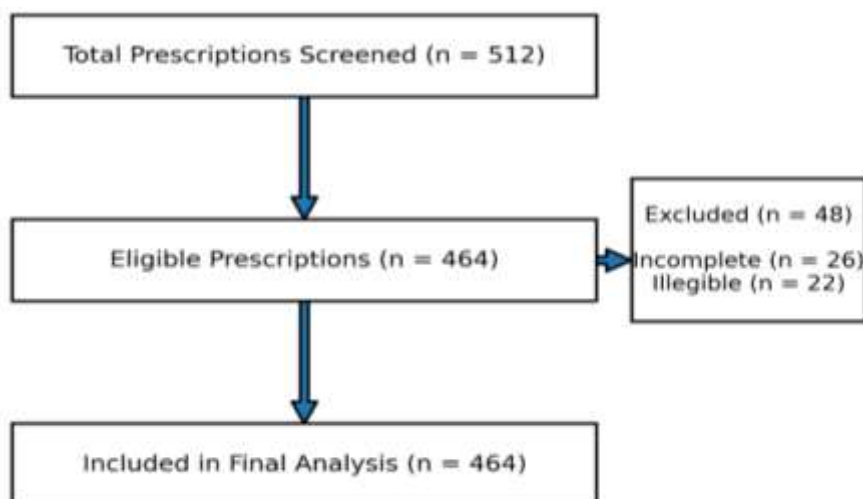 Total Prescriptions Screened (n = 512)
Eligible Prescriptions (n = 464)
Excluded (n = 48)
Incomplete (n = 26)
Illegible (n = 22)
Included in Final Analysis (n = 464)